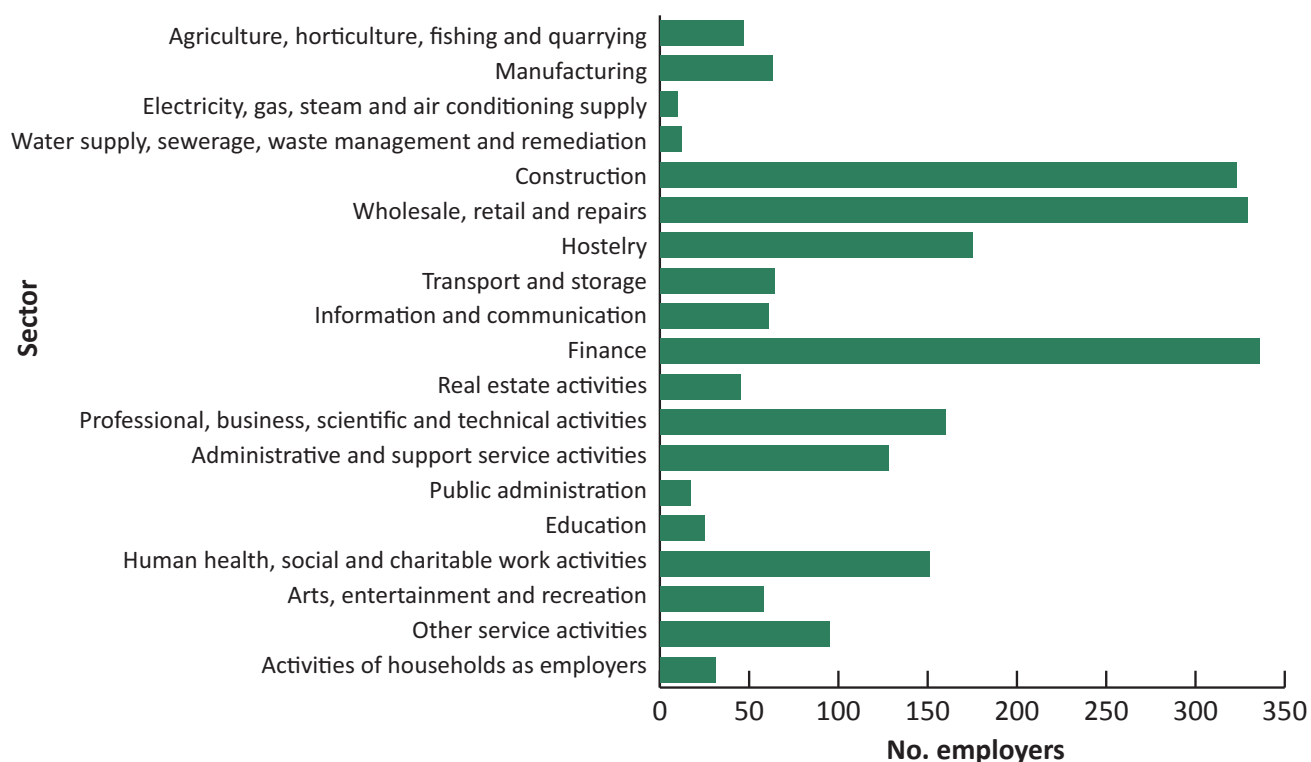 Agriculture, horticulture, fishing and quarrying
Manufacturing
Electricity, gas, steam and air conditioning supply
Water supply, sewerage, waste management and remediation
Construction
Wholesale, retail and repairs
Hostelry
Transport and storage
Information and communication
Finance
Real estate activities
Professional, business, scientific and technical activities
Administrative and support service activities
Public administration
Education
Human health, social and charitable work activities
Arts, entertainment and recreation
Other service activities
Activities of households as employers
Sector
0 50 100 150 200 250 300 350
No. employers